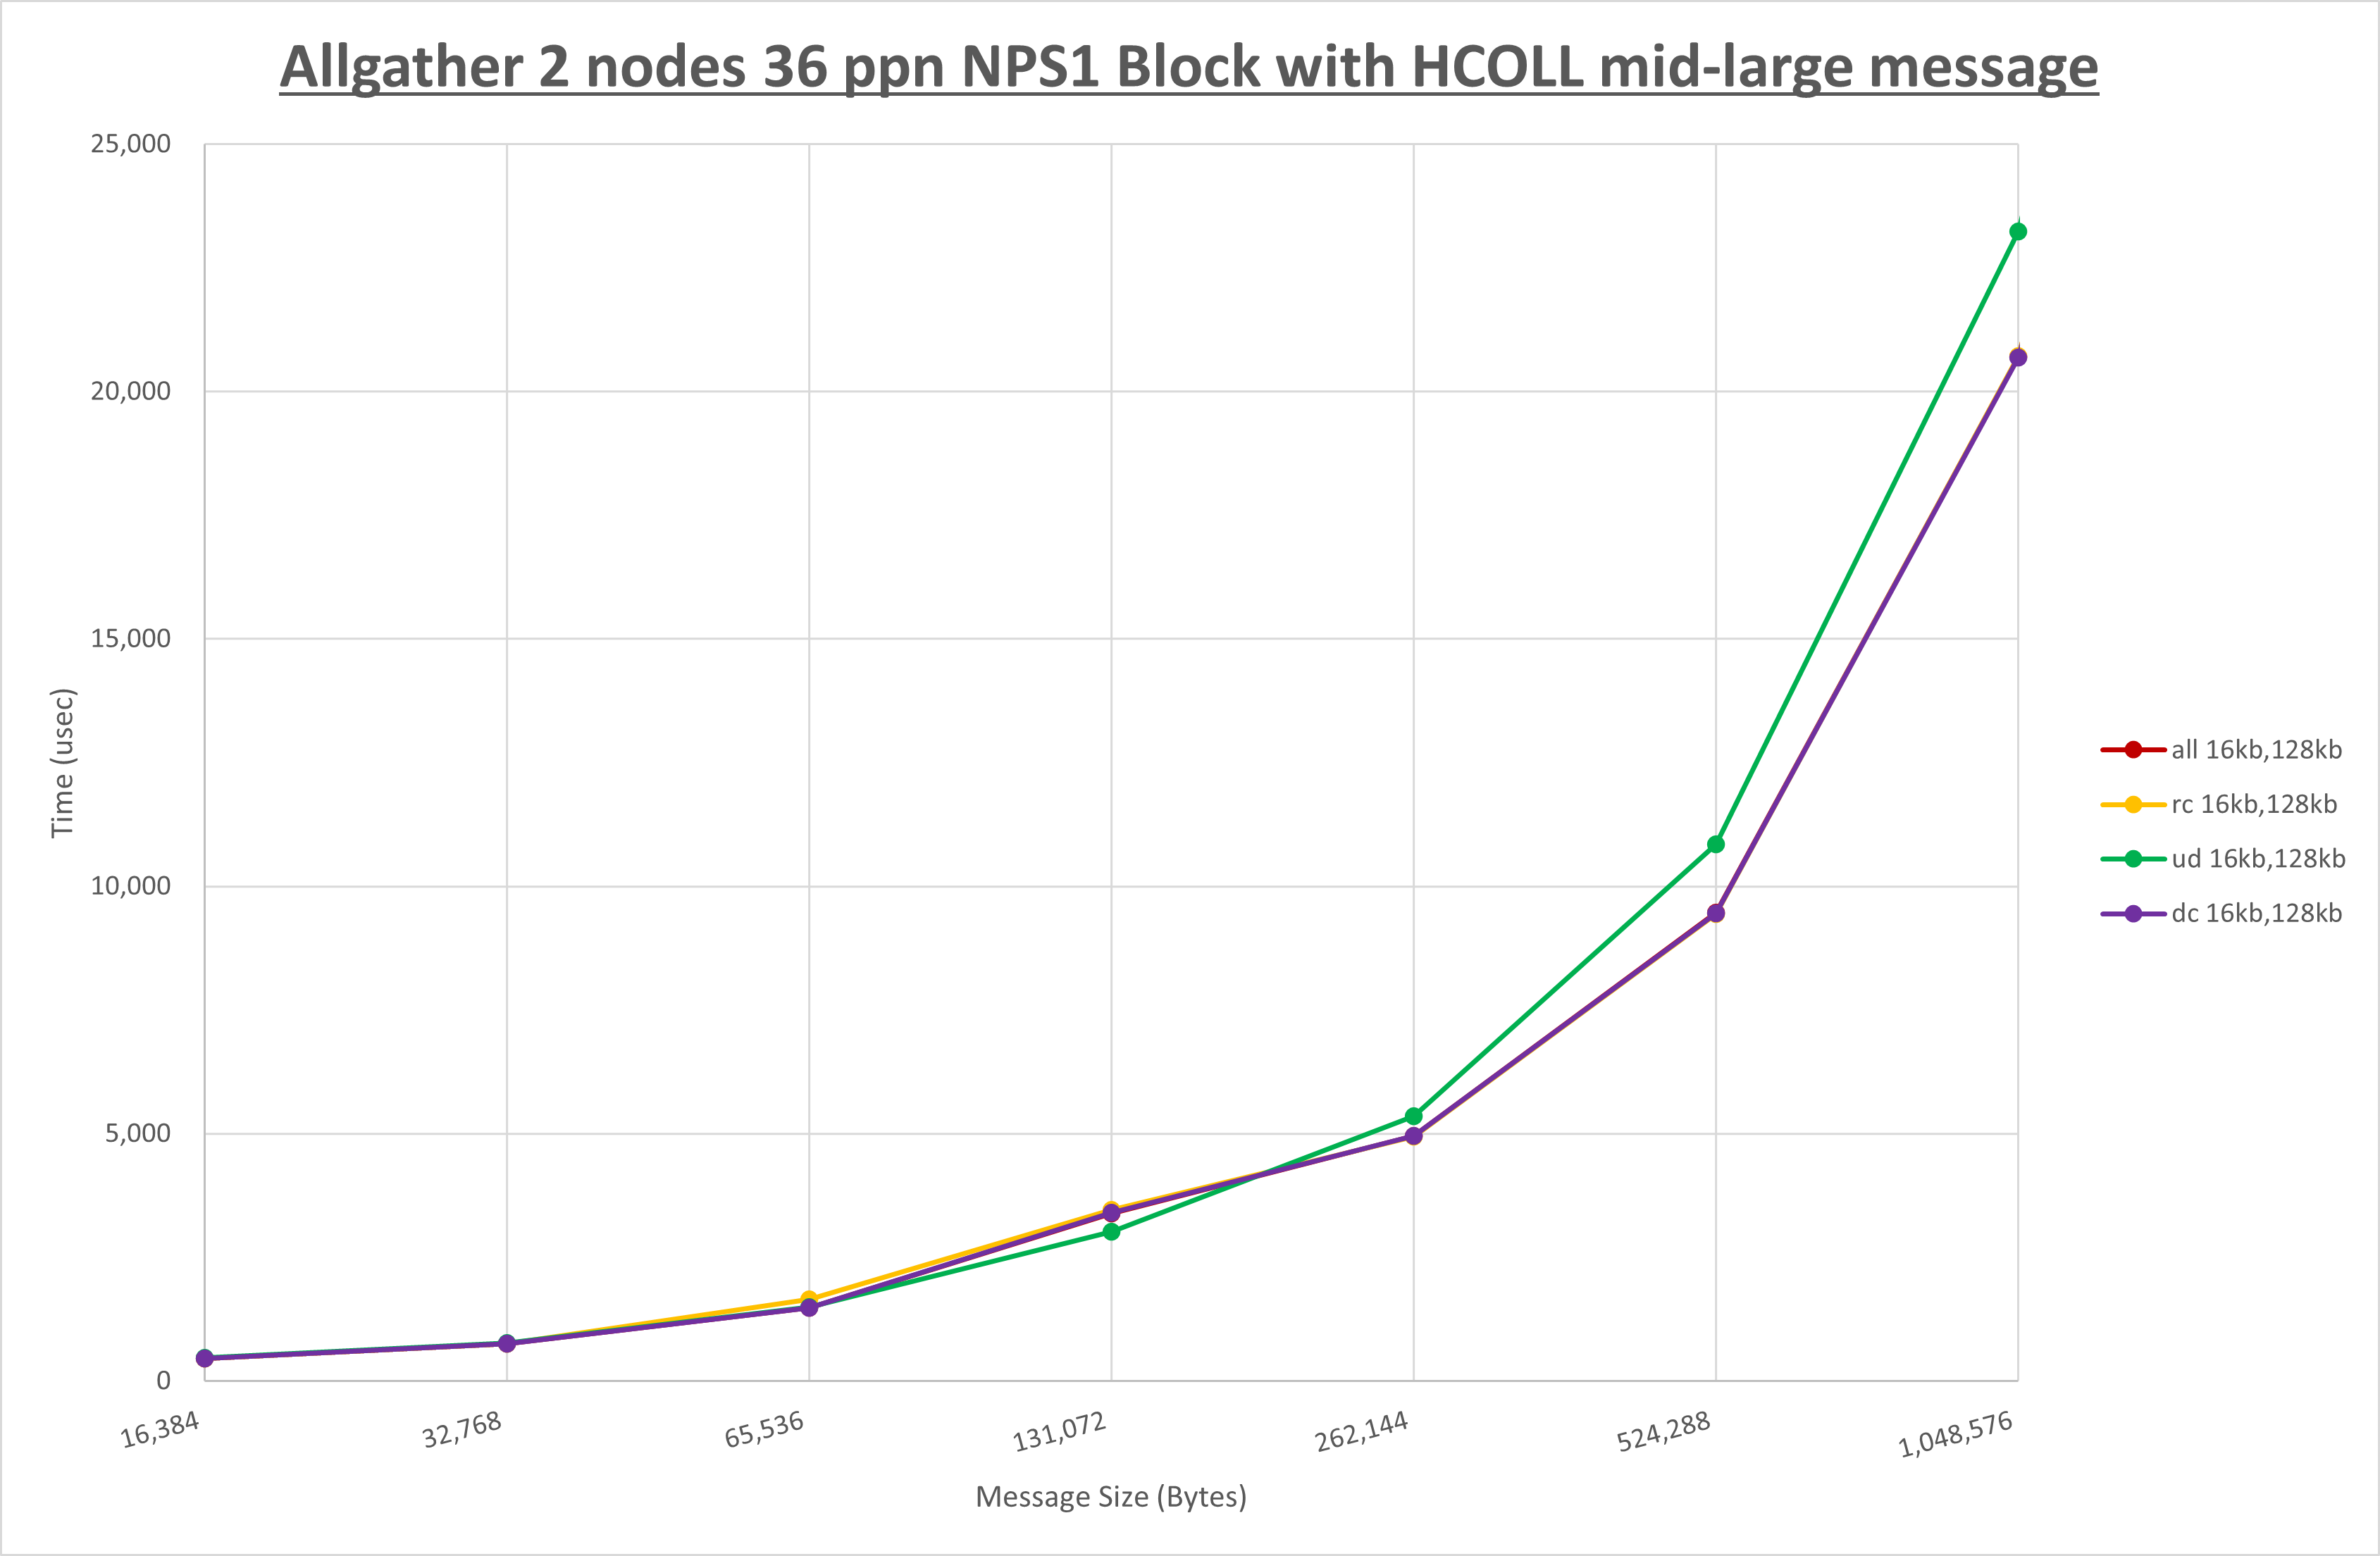 Allgather 2 nodes 36 ppn NPS1 Block with HCOLL mid-large message
25,000
20,000
15,000
10,000
5,000
0
Time (usec)
16,384
32,768
65,536
131,072
262,144
524,288
1,048,576
Message Size (Bytes)
all 16kb,128kb
rc 16kb,128kb
ud 16kb,128kb
dc 16kb,128kb